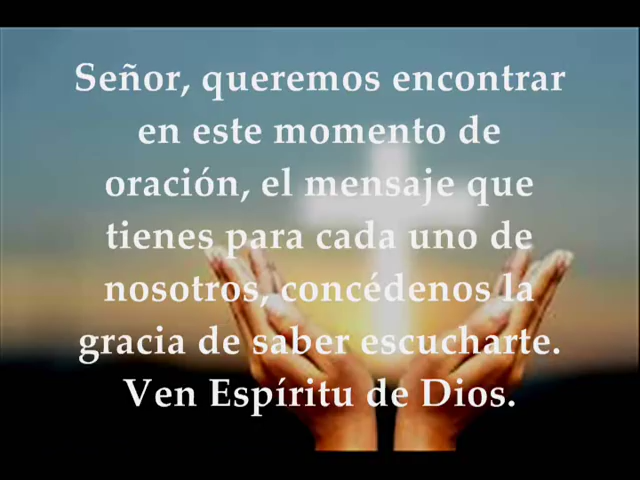 Señor, queremos encontrar
en este momento de
oración, el mensaje que
tienes para cada uno de
nosotros, concédenos la
gracia de saber escucharte.
Ven Espíritu de Dios.